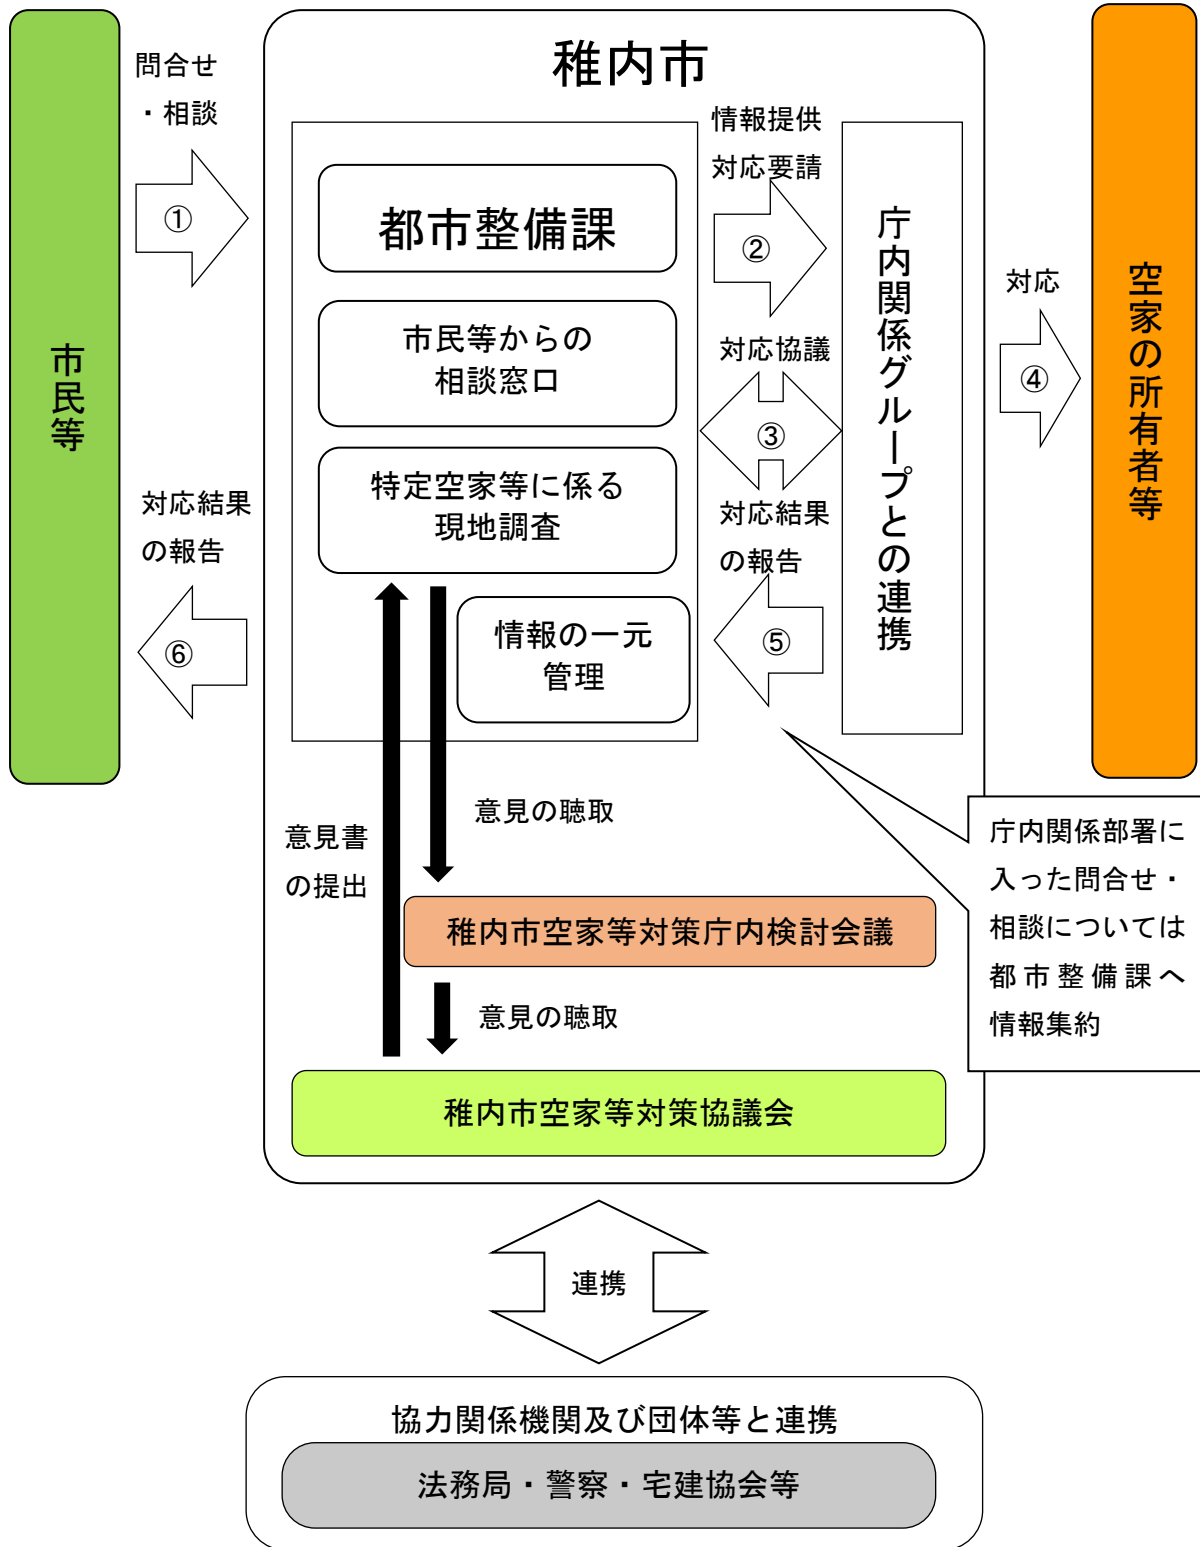 稚内市
問合せ
・相談
①
市民等
対応結果
の報告
⑥
都市整備課
市民等からの
相談窓口
特定空家等に係る
現地調査
情報の一元
管理
情報提供
対応要請
②
対応協議
③
対応結果
の報告
⑤
庁内関係グループとの連携
対応
④
空家の所有者等
意見書
の提出
意見の聴取
稚内市空家等対策庁内検討会議
意見の聴取
稚内市空家等対策協議会
庁内関係部署に
入った問合せ・
相談については
都市整備課へ
情報集約
連携
協力関係機関及び団体等と連携
法務局・警察・宅建協会等